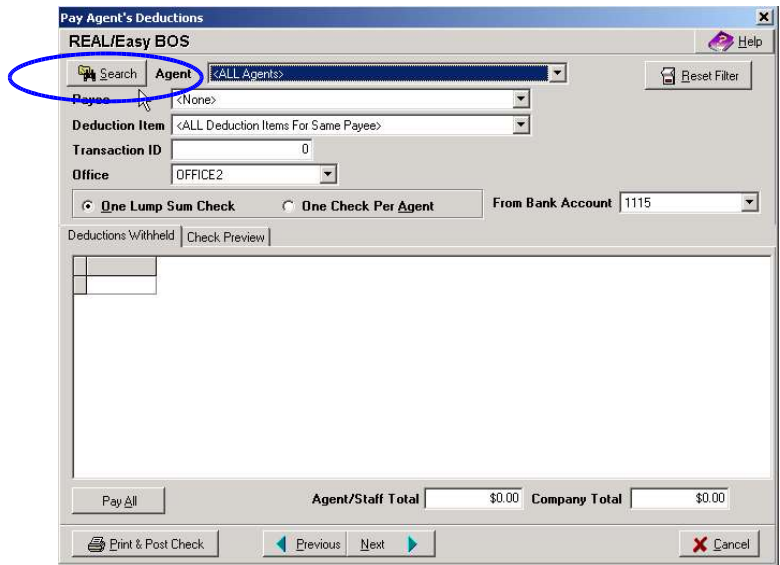 Pay Agent's Deductions
REAL/Easy BOS Help
Search Agent <ALL Agents> Reset Filter
Payee <None>
Deduction Item <ALL Deduction Items For Same Payee>
Transaction ID 0
Office OFFICE2
One Lump Sum Check One Check Per Agent From Bank Account 1115
Deductions Withheld Check Preview
Pay All Agent/Staff Total $0.00 Company Total $0.00
Print & Post Check Previous Next Cancel